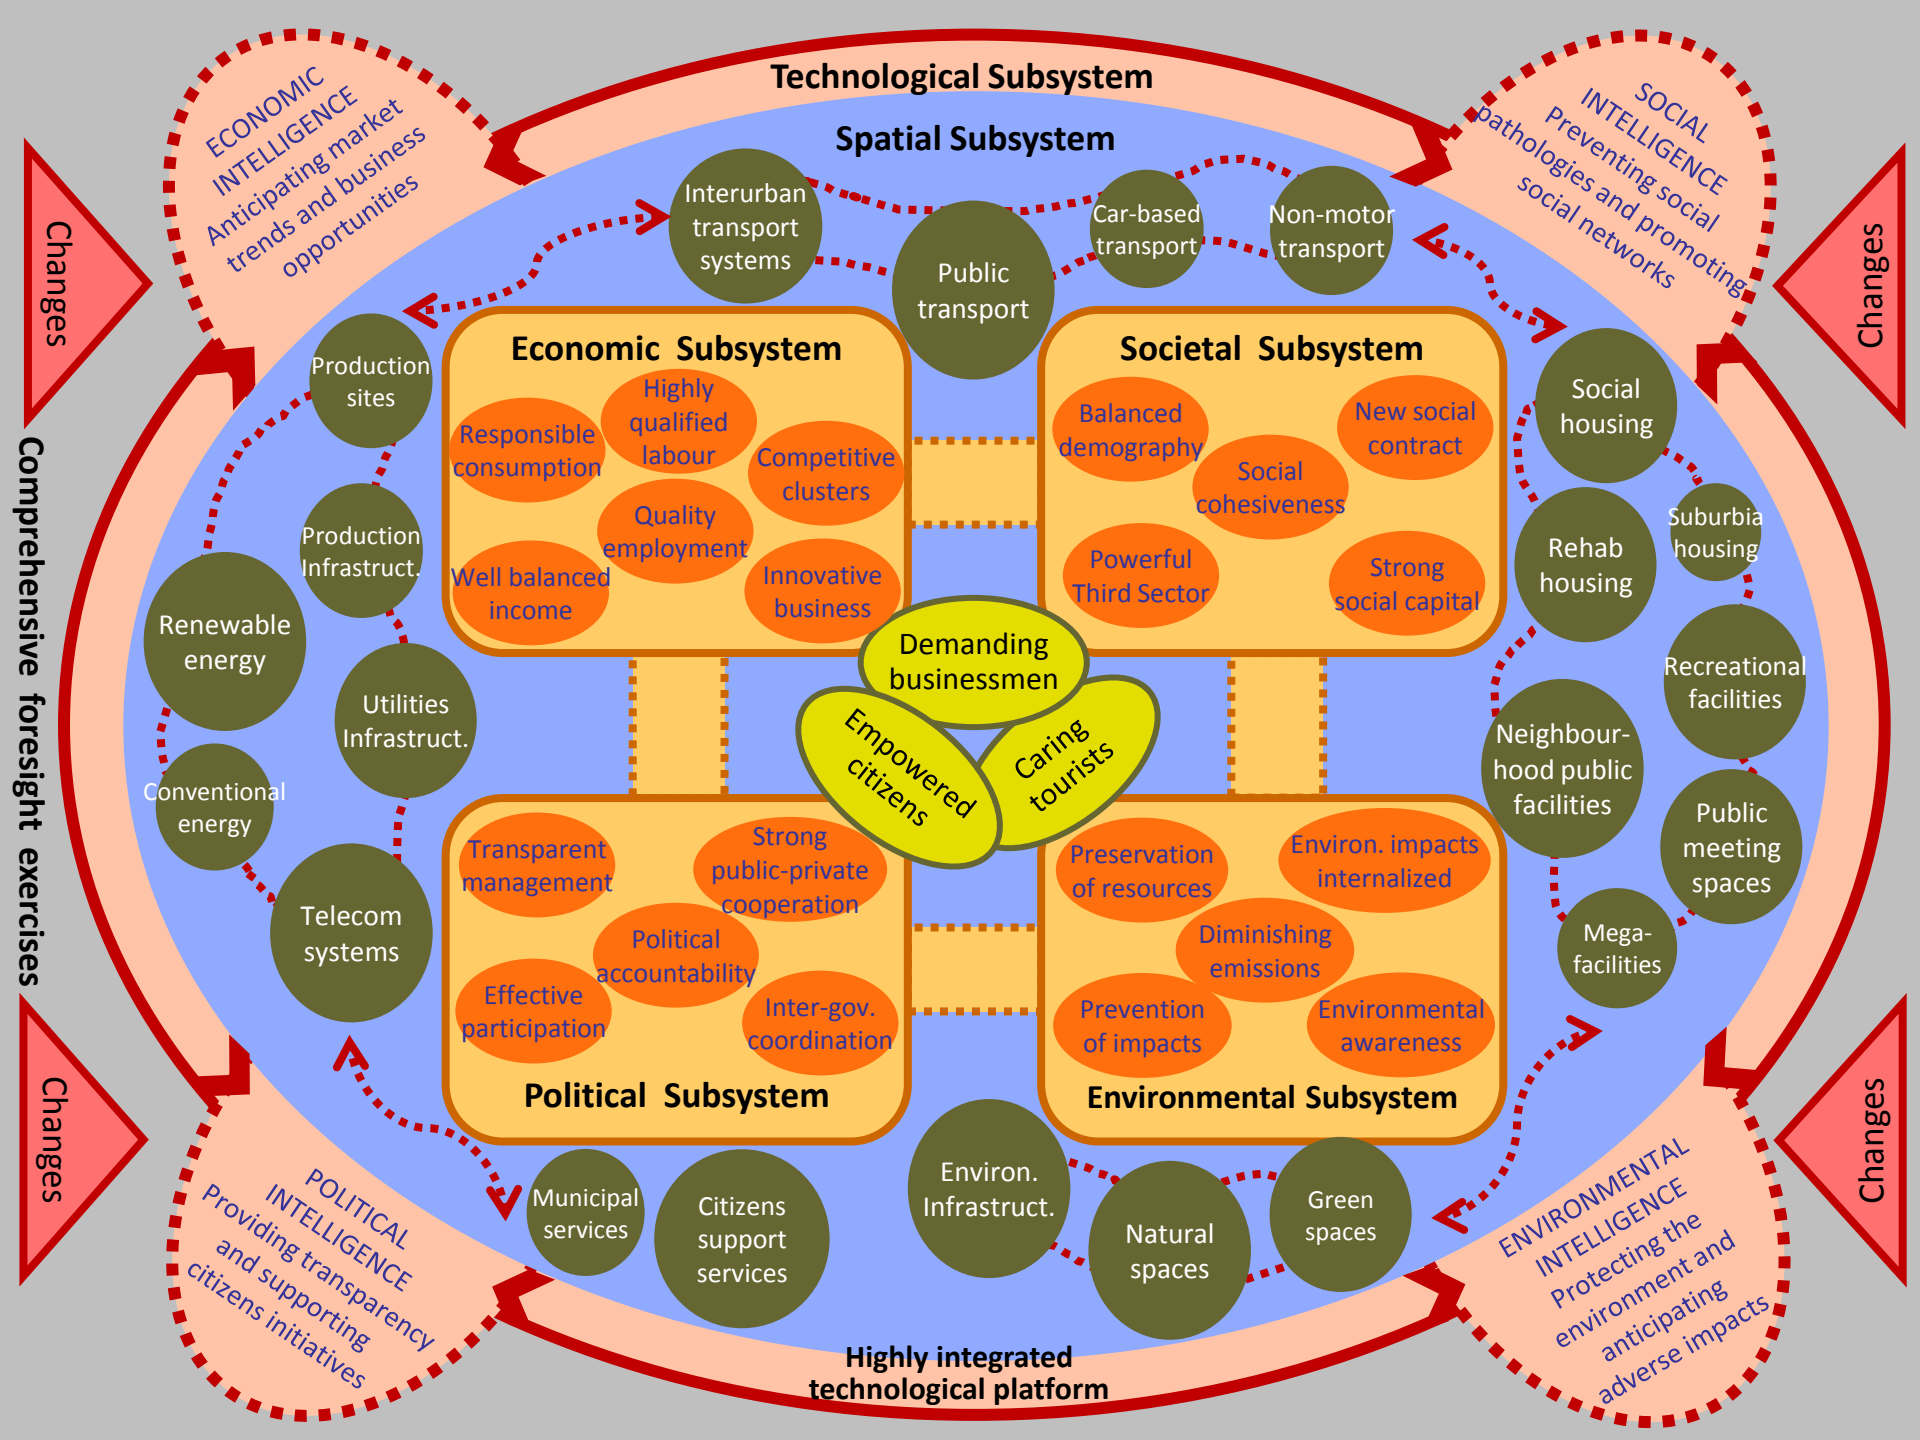 Technological Subsystem
Spatial Subsystem
ECONOMIC
INTELLIGENCE
Anticipating market
trends and business
opportunities
SOCIAL
INTELLIGENCE
Preventing social
pathologies and promoting
social networks
Changes
Changes
Interurban
transport
systems
Public
transport
Car-based
transport
Non-motor
transport
Production
sites
Production
Infrastruct.
Renewable
energy
Utilities
Infrastruct.
Conventional
energy
Telecom
systems
Economic Subsystem
Highly
qualified
labour
Responsible
consumption
Competitive
clusters
Quality
employment
Well balanced
income
Innovative
business
Societal Subsystem
Balanced
demography
New social
contract
Social
cohesiveness
Powerful
Third Sector
Strong
social capital
Social
housing
Suburbia
housing
Rehab
housing
Recreational
facilities
Neighbour-
hood public
facilities
Public
meeting
spaces
Mega-
facilities
Demanding
businessmen
Empowered
citizens
Caring
tourists
Comprehensive foresight exercises
Transparent
management
Strong
public-private
cooperation
Political
accountability
Effective
participation
Inter-gov.
coordination
Political Subsystem
Preservation
of resources
Environ. impacts
internalized
Diminishing
emissions
Prevention
of impacts
Environmental
awareness
Environmental Subsystem
Changes
Changes
Municipal
services
Citizens
support
services
Environ.
Infrastruct.
Natural
spaces
Green
spaces
POLITICAL
INTELLIGENCE
Providing transparency
and supporting
citizens initiatives
ENVIRONMENTAL
INTELLIGENCE
Protecting the
environment and
anticipating
adverse impacts
Highly integrated
technological platform